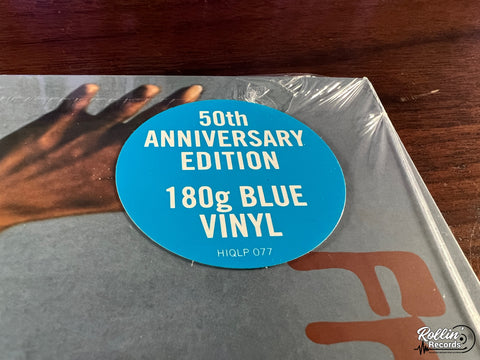 50th
ANNIVERSARY
EDITION
180g BLUE
VINYL
HIQLP 077
Rollin'
Records